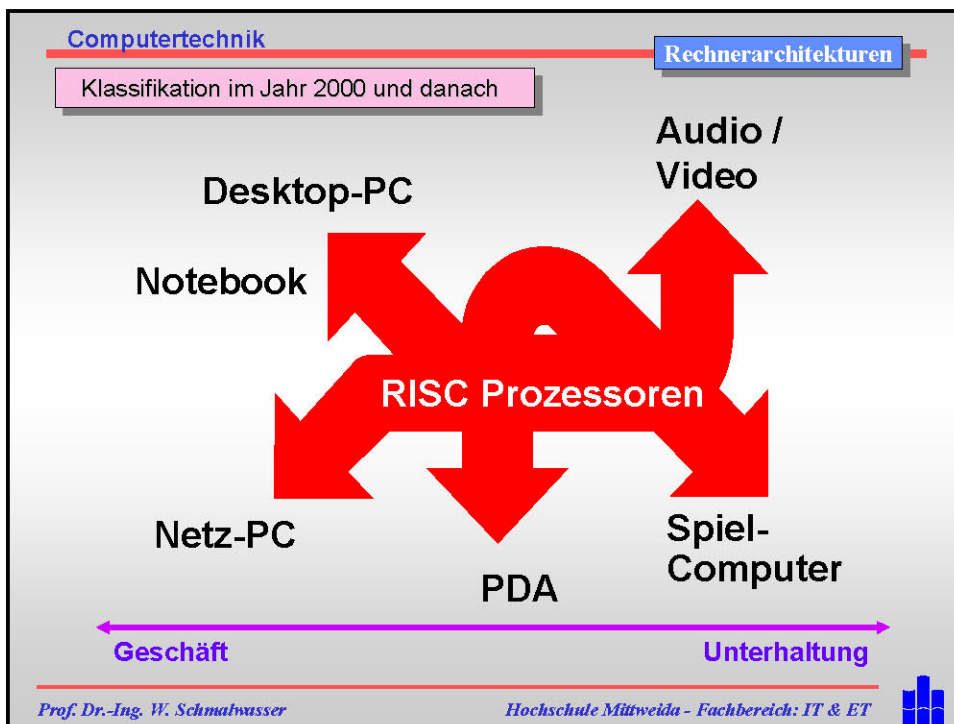 Computertechnik
Rechnerarchitekturen
Klassifikation im Jahr 2000 und danach
Audio /
Video
Desktop-PC
Notebook
RISC Prozessoren
Netz-PC
PDA
Spiel-
Computer
Geschäft
Unterhaltung
Prof. Dr.-Ing. W. Schmalwasser
Hochschule Mittweida - Fachbereich: IT & ET